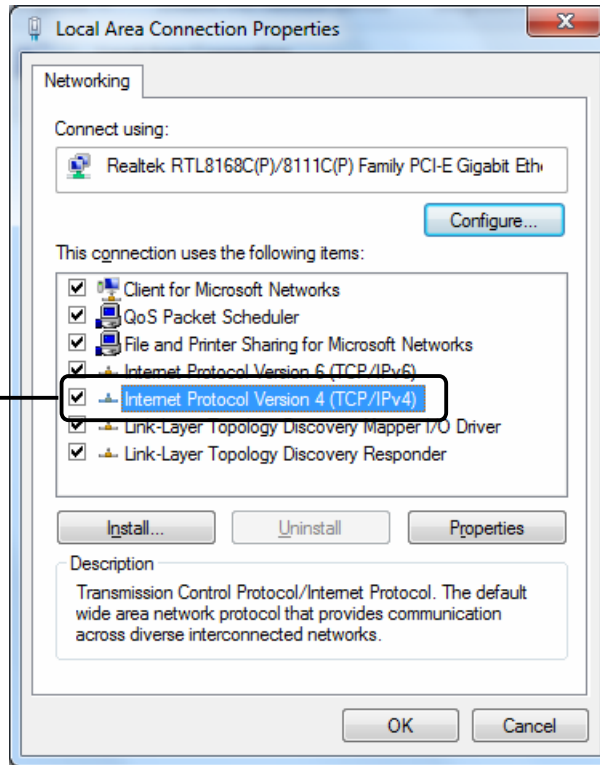 Local Area Connection Properties
Networking
Connect using:
Realtek RTL8168C(P)/8111C(P) Family PCI-E Gigabit Eth
Configure...
This connection uses the following items:
Client for Microsoft Networks
QoS Packet Scheduler
File and Printer Sharing for Microsoft Networks
Internet Protocol Version 6 (TCP/IPv6)
Internet Protocol Version 4 (TCP/IPv4)
Link-Layer Topology Discovery Mapper I/O Driver
Link-Layer Topology Discovery Responder
Install... Uninstall Properties
Description
Transmission Control Protocol/Internet Protocol. The default
wide area network protocol that provides communication
across diverse interconnected networks.
OK Cancel